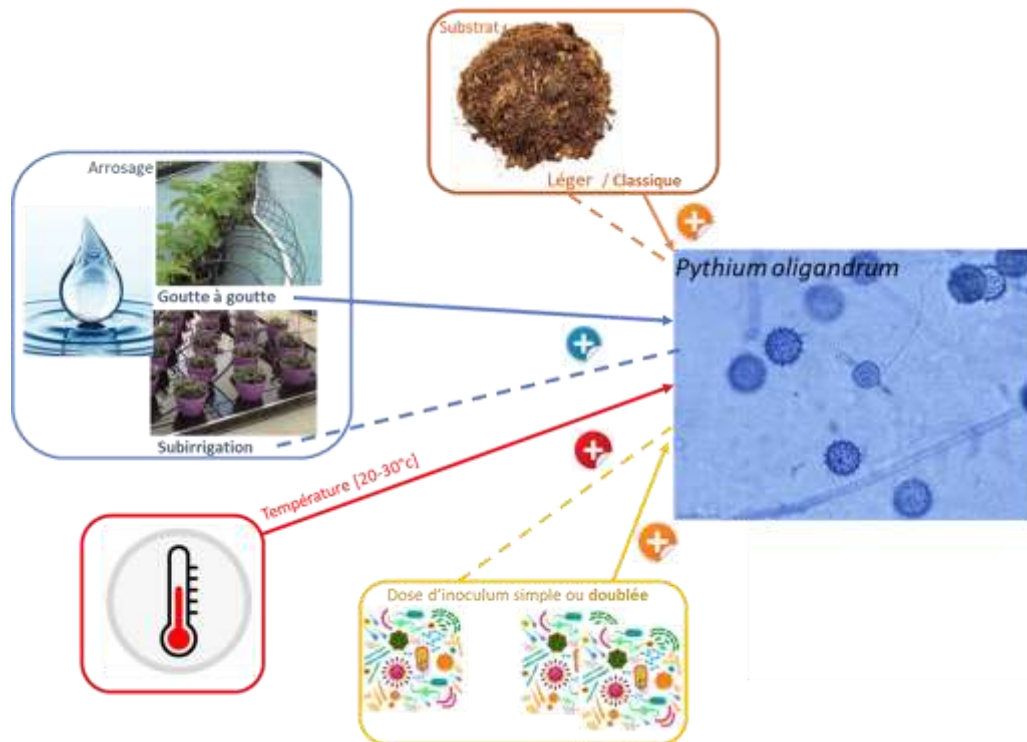 Substrat
Léger / Classique
Arrosage
Goutte à goutte
Subirrigation
Pythium oligandrum
Température [20-30°c]
Dose d'inoculum simple ou doublée